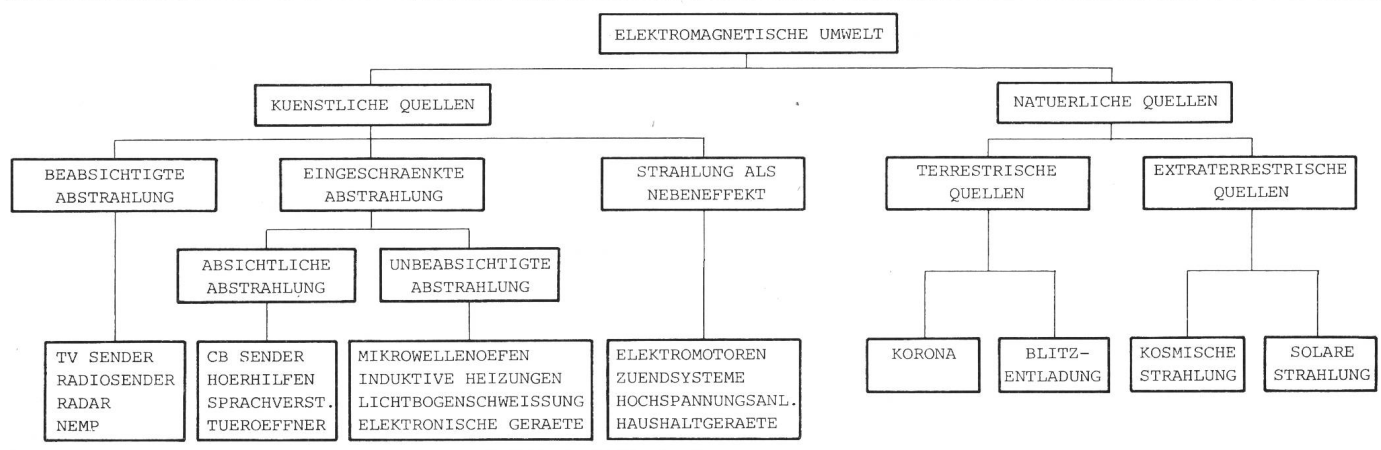 ELEKTROMAGNETISCHE UMWELT
KUENSTLICHE QUELLEN
NATUERLICHE QUELLEN
BEABSICHTIGTE
ABSTRAHLUNG
EINGESCHRAENKTE
ABSTRAHLUNG
STRAHLUNG ALS
NEBENEFFEKT
TERRESTRISCHE
QUELLEN
EXTRATERRESTRISCHE
QUELLEN
ABSICHTLICHE
ABSTRAHLUNG
UNBEABSICHTIGTE
ABSTRAHLUNG
TV SENDER
RADIOSENDER
RADAR
NEMP
CB SENDER
HOERHILFEN
SPRACHVERST.
TUEROEFFNER
MIKROWELLENOEFEN
INDUKTIVE HEIZUNGEN
LICHTBOGENSCHWEISSUNG
ELEKTRONISCHE GERAETE
ELEKTROMOTOREN
ZUENDSYSTEME
HOCHSPANNUNGSANL.
HAUSHALTGERAETE
KORONA
BLITZ-
ENTLADUNG
KOSMISCHE
STRAHLUNG
SOLARE
STRAHLUNG